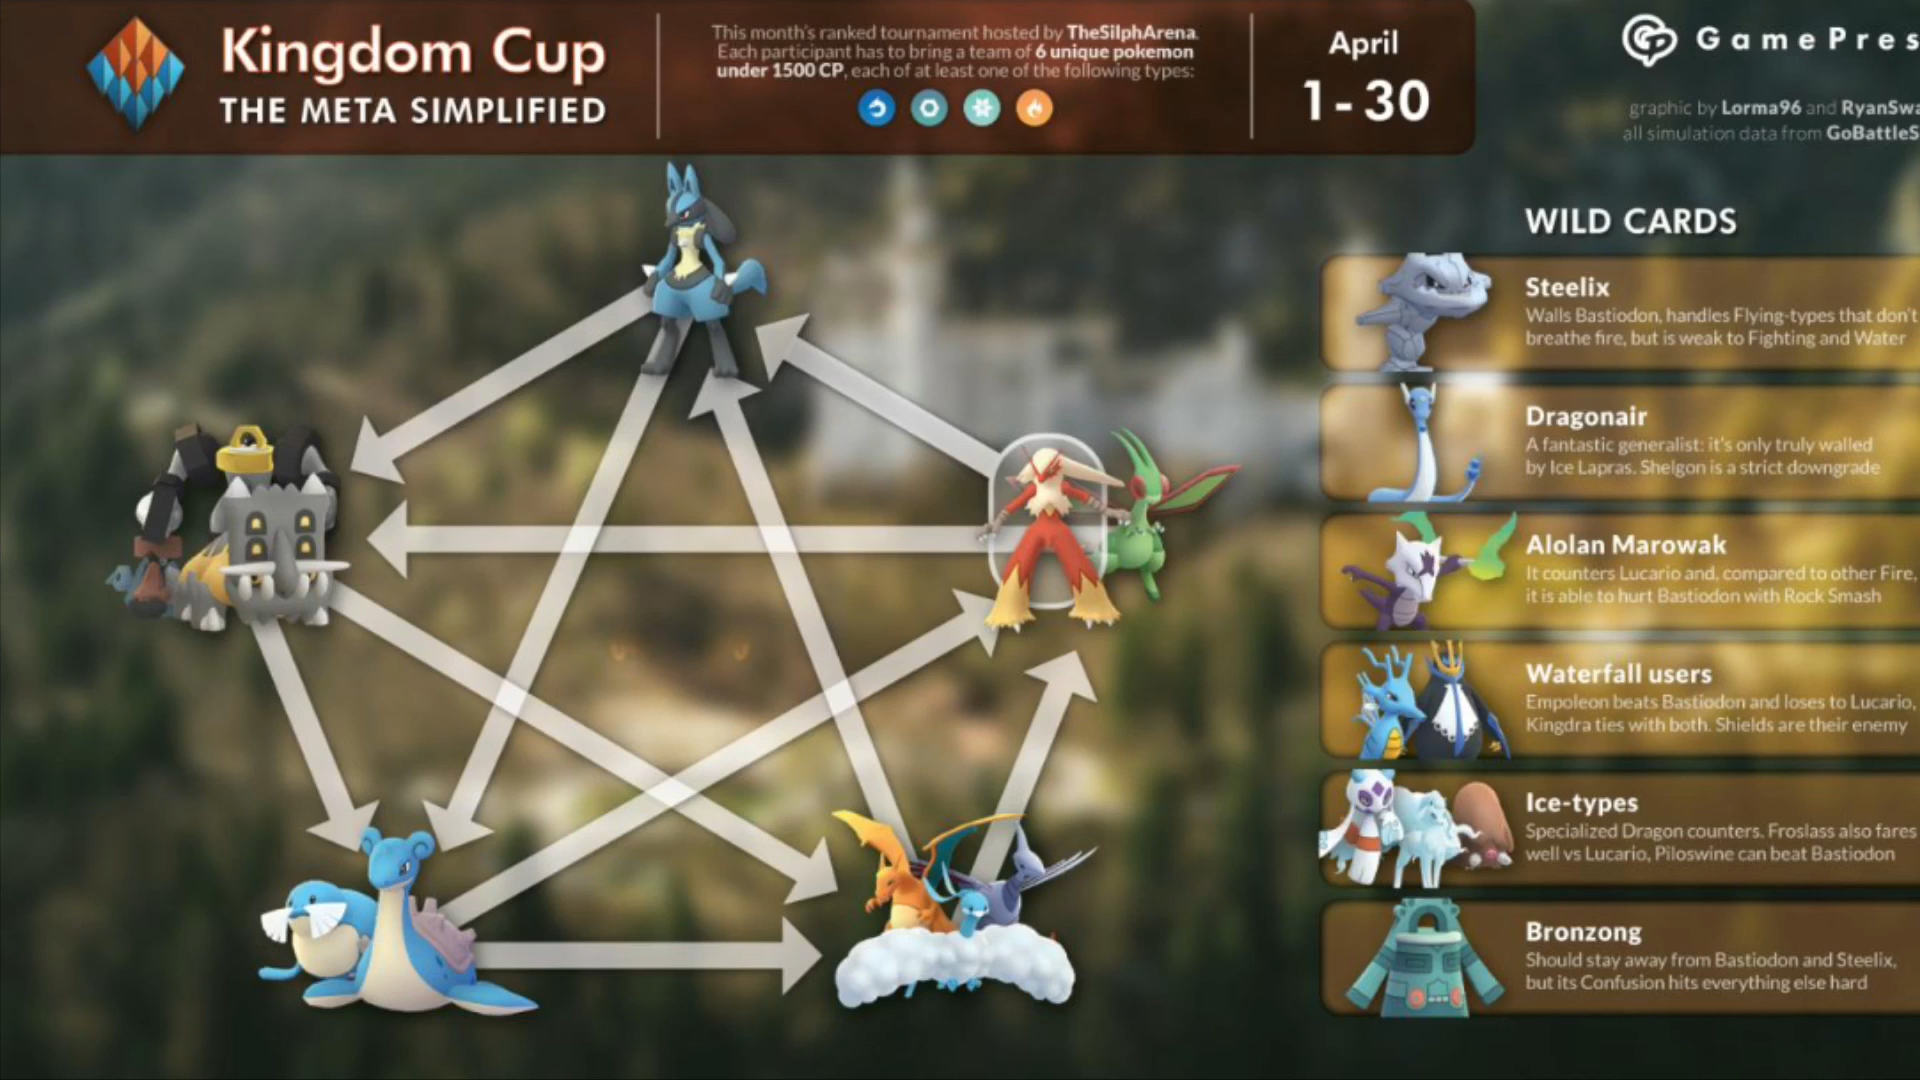 Kingdom Cup
THE META SIMPLIFIED
This month's ranked tournament hosted by TheSilphArena.
Each participant has to bring a team of 6 unique pokemon
under 1500 CP, each of at least one of the following types:
April
1 - 30
GamePres
graphic by Lorma96 and RyanSwa
all simulation data from GoBattleS
WILD CARDS
Steelix
Walls Bastiodon, handles Flying-types that don't
breathe fire, but is weak to Fighting and Water
Dragonair
A fantastic generalist: it's only truly walled
by Ice Lapras. Shelgon is a strict downgrade
Alolan Marowak
It counters Lucario and, compared to other Fire,
it is able to hurt Bastiodon with Rock Smash
Waterfall users
Empoleon beats Bastiodon and loses to Lucario,
Kingdra ties with both. Shields are their enemy
Ice-types
Specialized Dragon counters. Froslass also fares
well vs Lucario, Piloswine can beat Bastiodon
Bronzong
Should stay away from Bastiodon and Steelix,
but its Confusion hits everything else hard